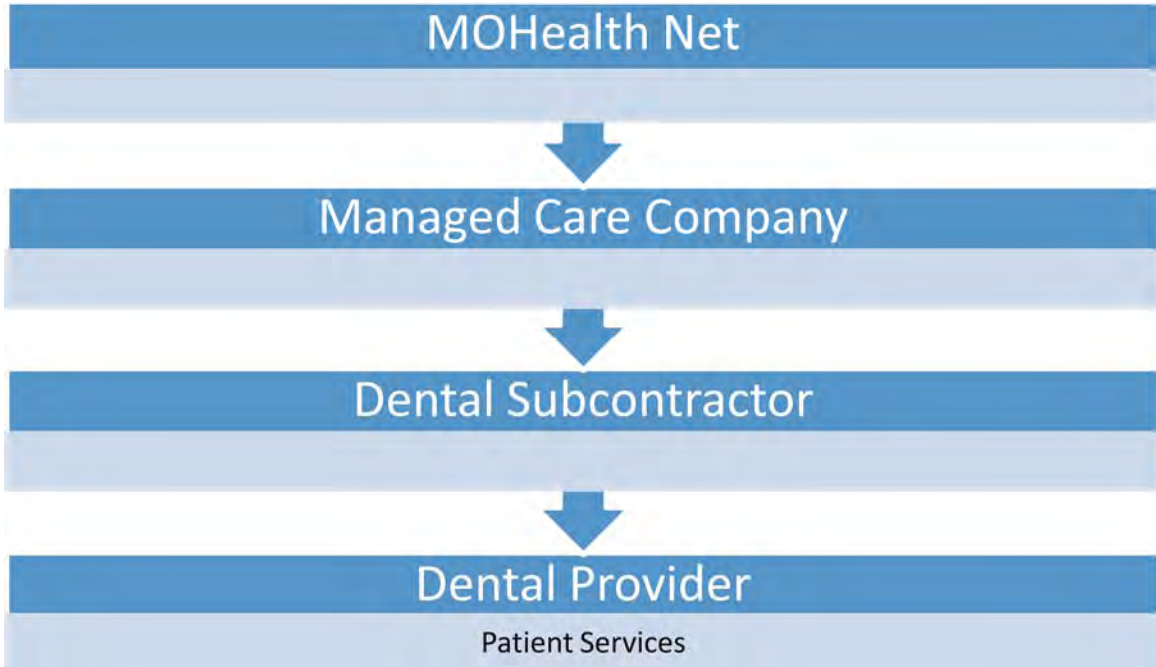 MOHealth Net
Managed Care Company
Dental Subcontractor
Dental Provider
Patient Services